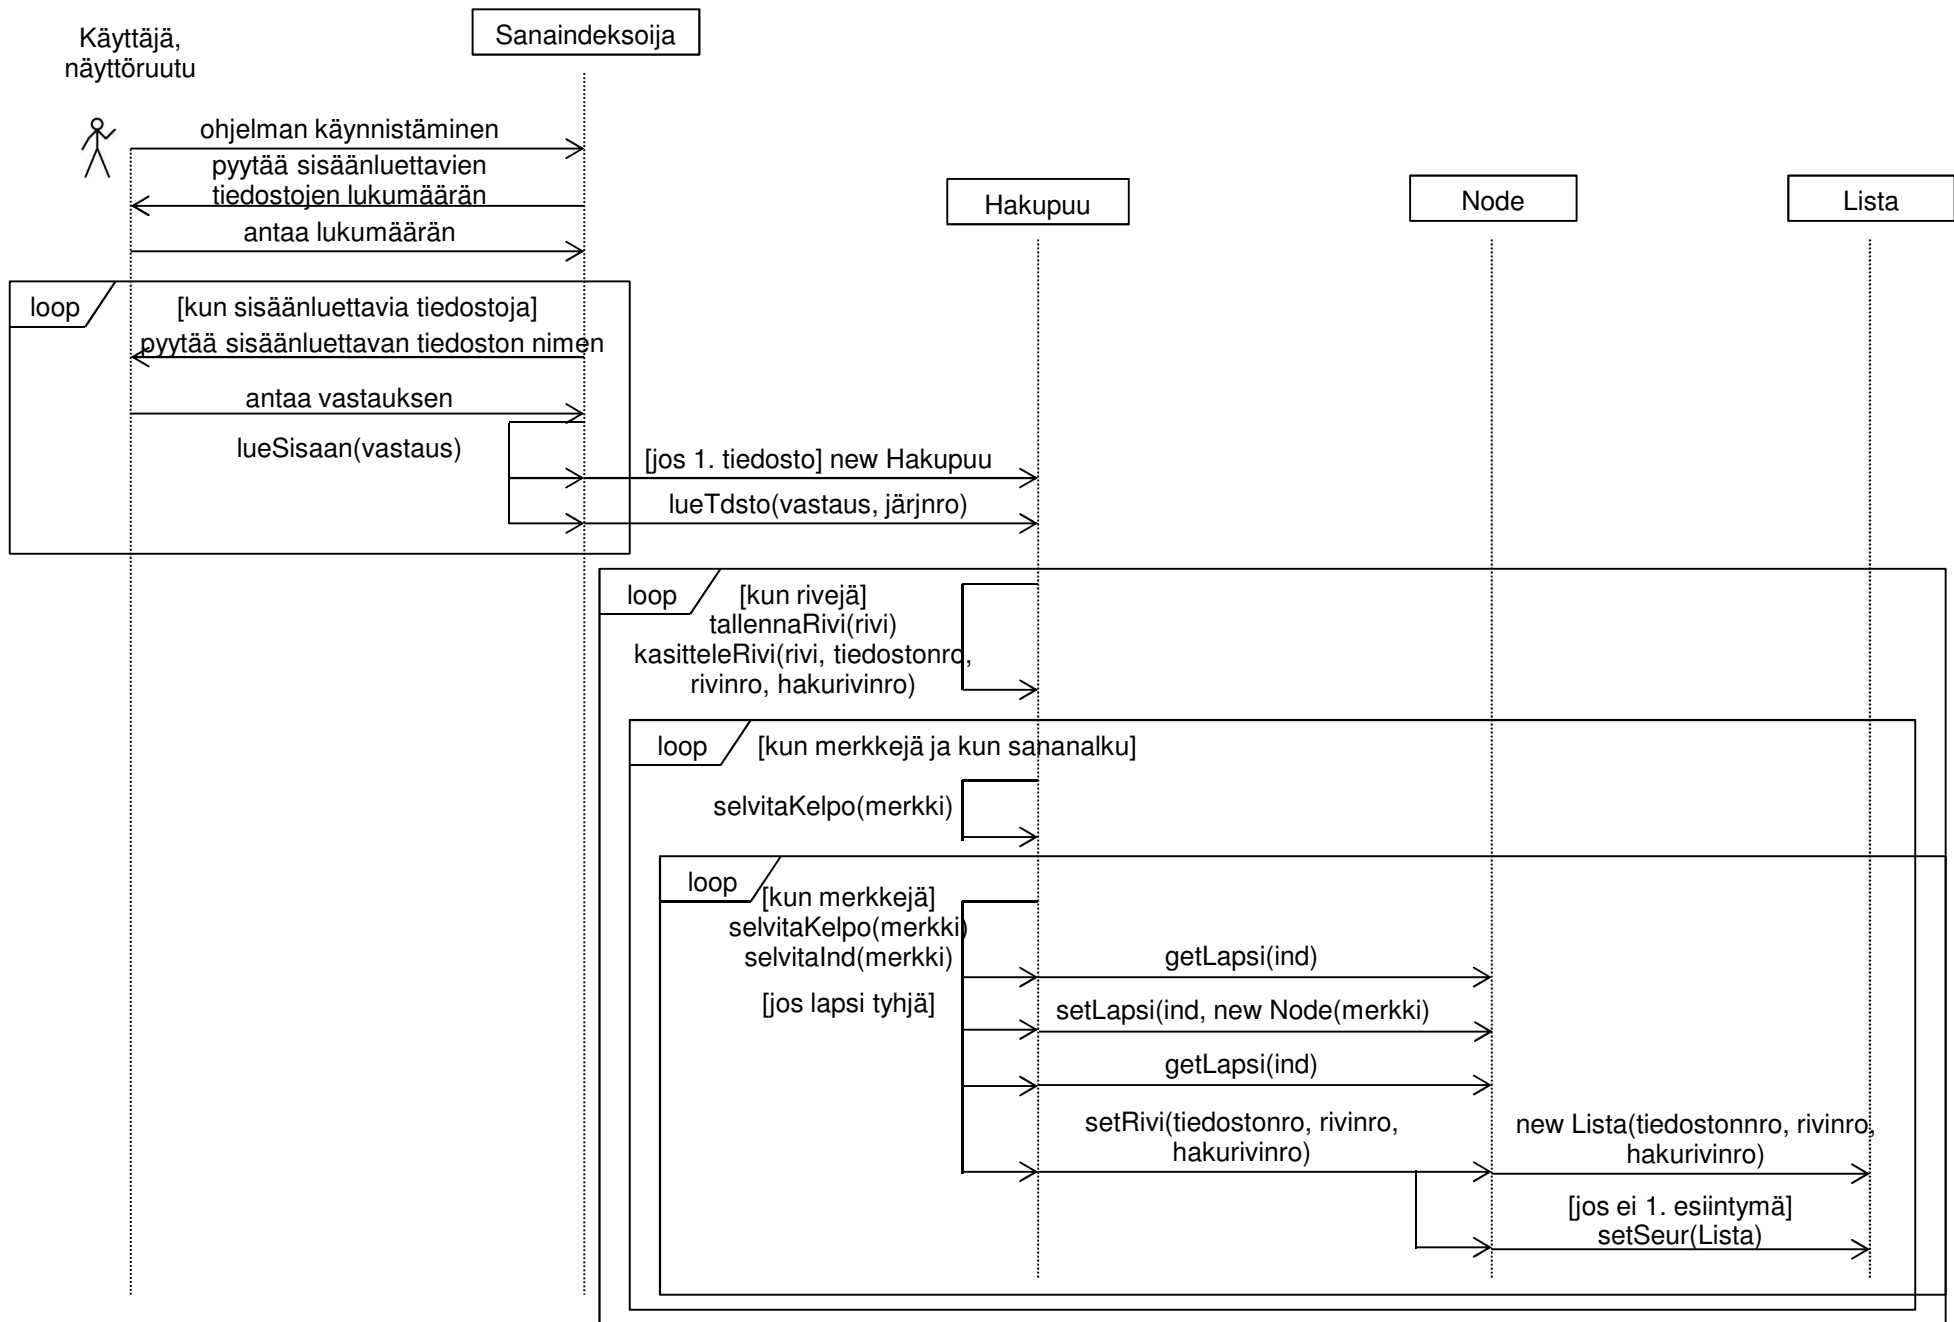 Käyttäjä,
näyttöruutu
Sanaindeksoija
ohjelman käynnistäminen
pyytää sisäänluettavien
tiedostojen lukumäärän
antaa lukumäärän
Hakupuu
Node
Lista
loop
[kun sisäänluettavia tiedostoja]
pyytää sisäänluettavan tiedoston nimen
antaa vastauksen
lueSisaan(vastaus)
[jos 1. tiedosto] new Hakupuu
lueTdsto(vastaus, järjnro)
loop
[kun rivejä]
tallennaRivi(rivi)
kasitteleRivi(rivi, tiedostonro,
rivinro, hakurivinro)
loop
[kun merkkejä ja kun sananalku]
selvitaKelpo(merkki)
loop
[kun merkkejä]
selvitaKelpo(merkki)
selvitaInd(merkki)
getLapsi(ind)
[jos lapsi tyhjä]
setLapsi(ind, new Node(merkki)
getLapsi(ind)
setRivi(tiedostonro, rivinro,
hakurivinro)
new Lista(tiedostonnro, rivinro,
hakurivinro)
[jos ei 1. esiintymä]
setSeur(Lista)